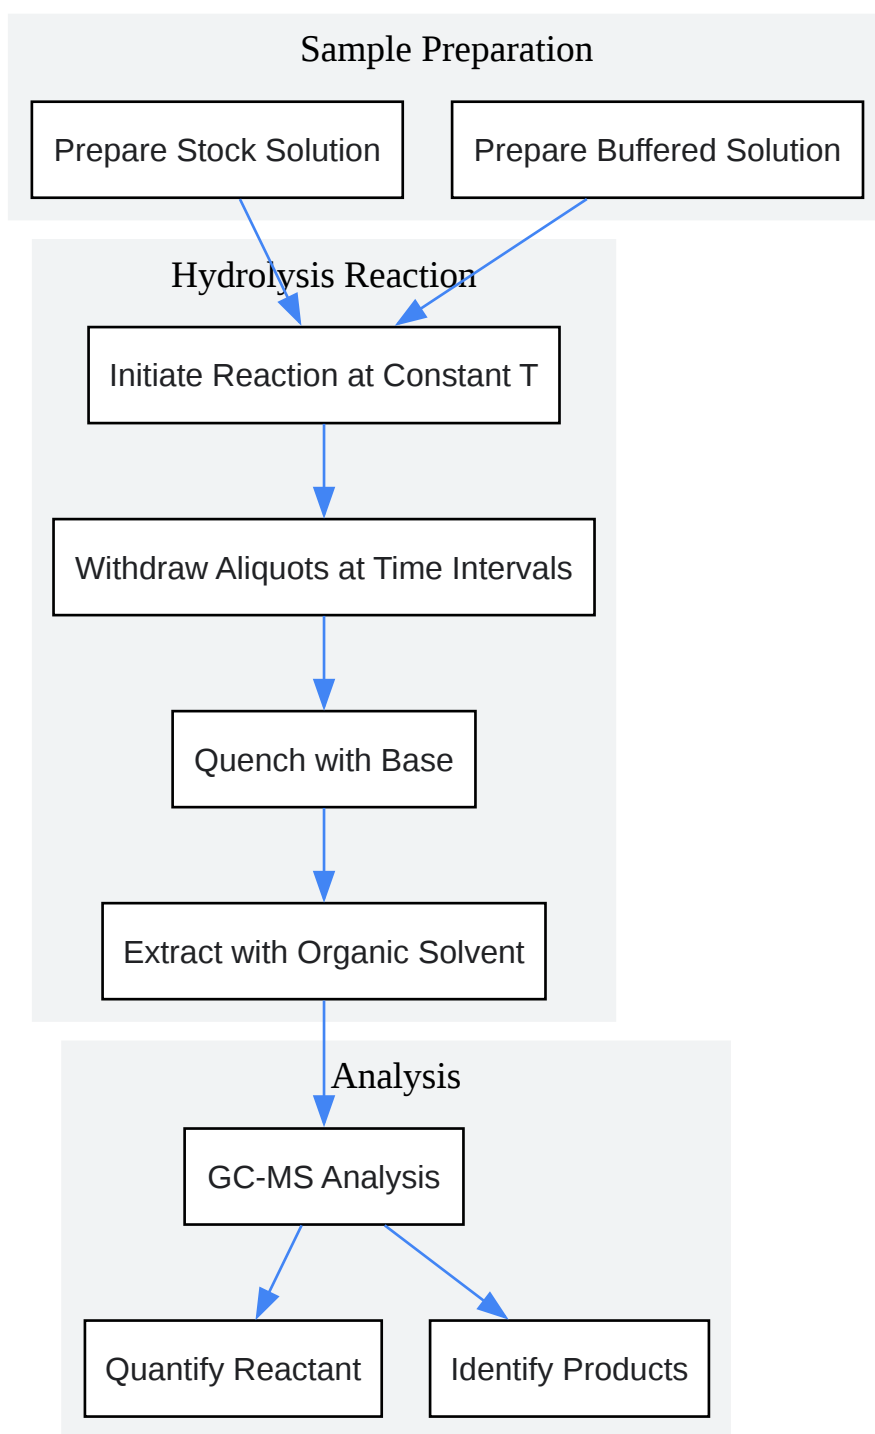 Sample Preparation
Prepare Stock Solution
Prepare Buffered Solution
Hydrolysis Reaction
Initiate Reaction at Constant T
Withdraw Aliquots at Time Intervals
Quench with Base
Extract with Organic Solvent
Analysis
GC-MS Analysis
Quantify Reactant
Identify Products